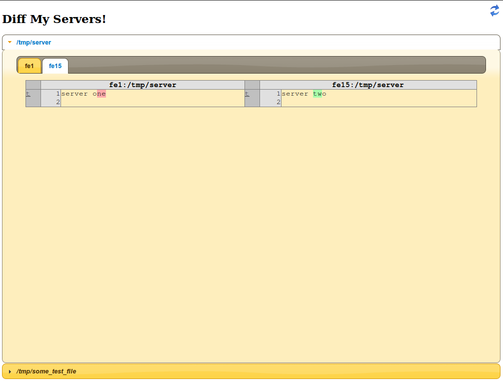 Diff My Servers!
/tmp/server
fe1 fe15
fe1:/tmp/server fe15:/tmp/server
t 1 server one t 1 server two
2 2
/tmp/some_test_file